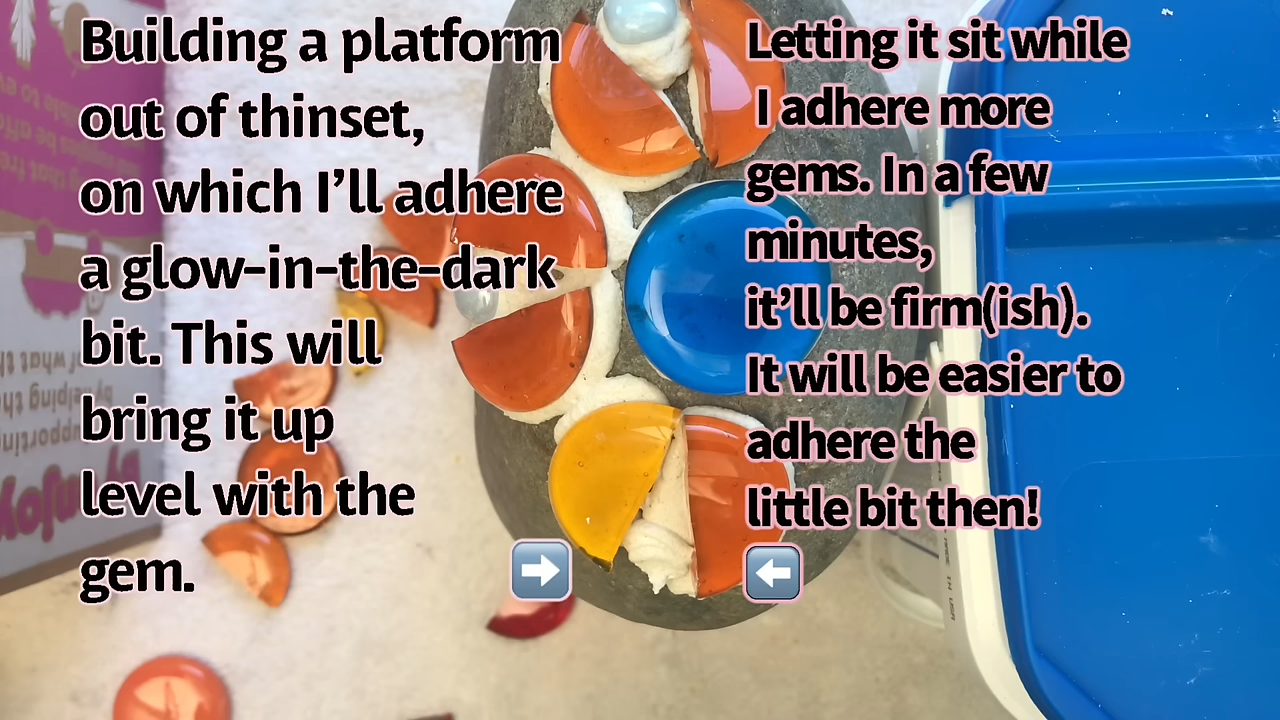 Building a platform
out of thinset,
on which I’ll adhere
a glow-in-the-dark
bit. This will
bring it up
level with the
gem.
Letting it sit while
I adhere more
gems. In a few
minutes,
it’ll be firm(ish).
It will be easier to
adhere the
little bit then!